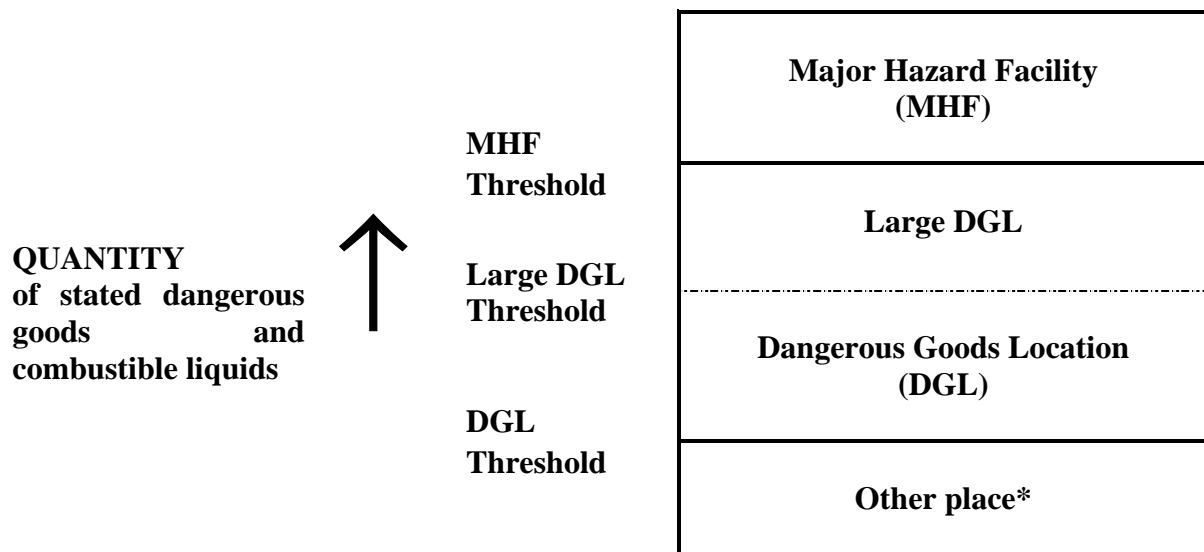 QUANTITY
of stated dangerous
goods and
combustible liquids
MHF
Threshold
Large DGL
Threshold
DGL
Threshold
Major Hazard Facility
(MHF)
Large DGL
Dangerous Goods Location
(DGL)
Other place*